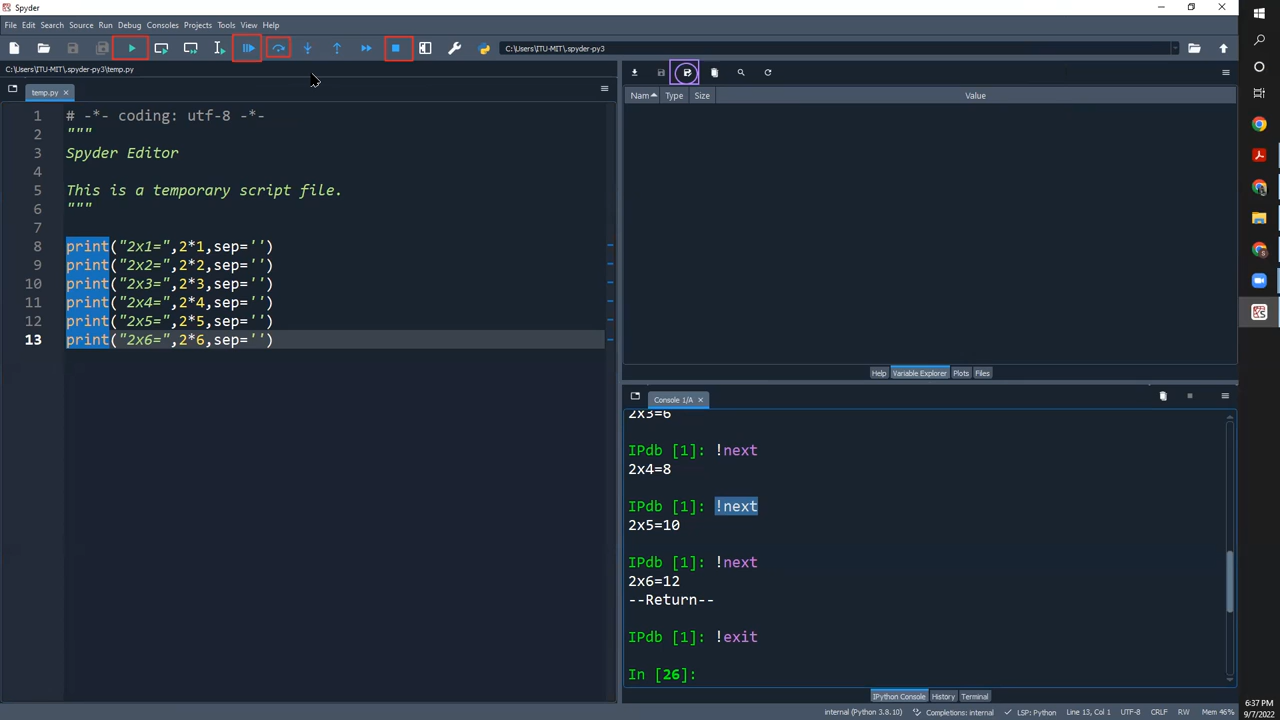 Spyder
File Edit Search Source Run Debug Consoles Projects Tools View Help
C:\Users\ITU-MIT\.spyder-py3
C:\Users\ITU-MIT\.spyder-py3\temp.py
temp.py
1 # -*- coding: utf-8 -*-
2 """
3 Spyder Editor
4
5 This is a temporary script file.
6 """
7
8 print("2x1=",2*1,sep='')
9 print("2x2=",2*2,sep='')
10 print("2x3=",2*3,sep='')
11 print("2x4=",2*4,sep='')
12 print("2x5=",2*5,sep='')
13 print("2x6=",2*6,sep='')
Nam Type Size Value
Help Variable Explorer Plots Files
Console 1/A
2x3=6
IPdb [1]: !next
2x4=8
IPdb [1]: !next
2x5=10
IPdb [1]: !next
2x6=12
--Return--
IPdb [1]: !exit
In [26]:
IPython Console History Terminal
internal (Python 3.8.10) Completions: internal LSP: Python Line 13, Col 1 UTF-8 CRLF RW Mem 46%
6:37 PM
9/7/2022